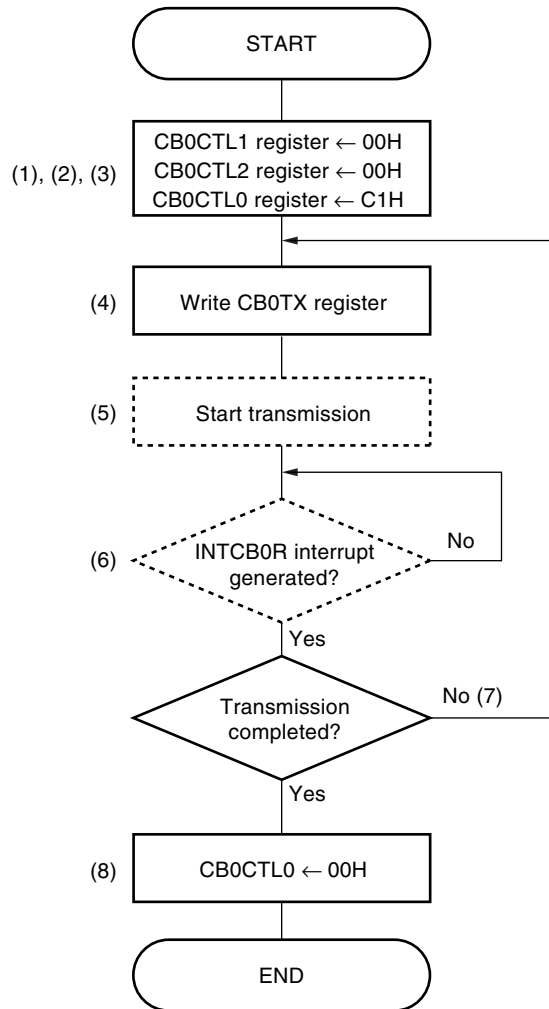 START
(1), (2), (3)
CB0CTL1 register ← 00H
CB0CTL2 register ← 00H
CB0CTL0 register ← C1H
(4)
Write CB0TX register
(5)
Start transmission
(6)
INTCB0R interrupt
generated?
No
Yes
Transmission
completed?
No (7)
Yes
(8)
CB0CTL0 ← 00H
END